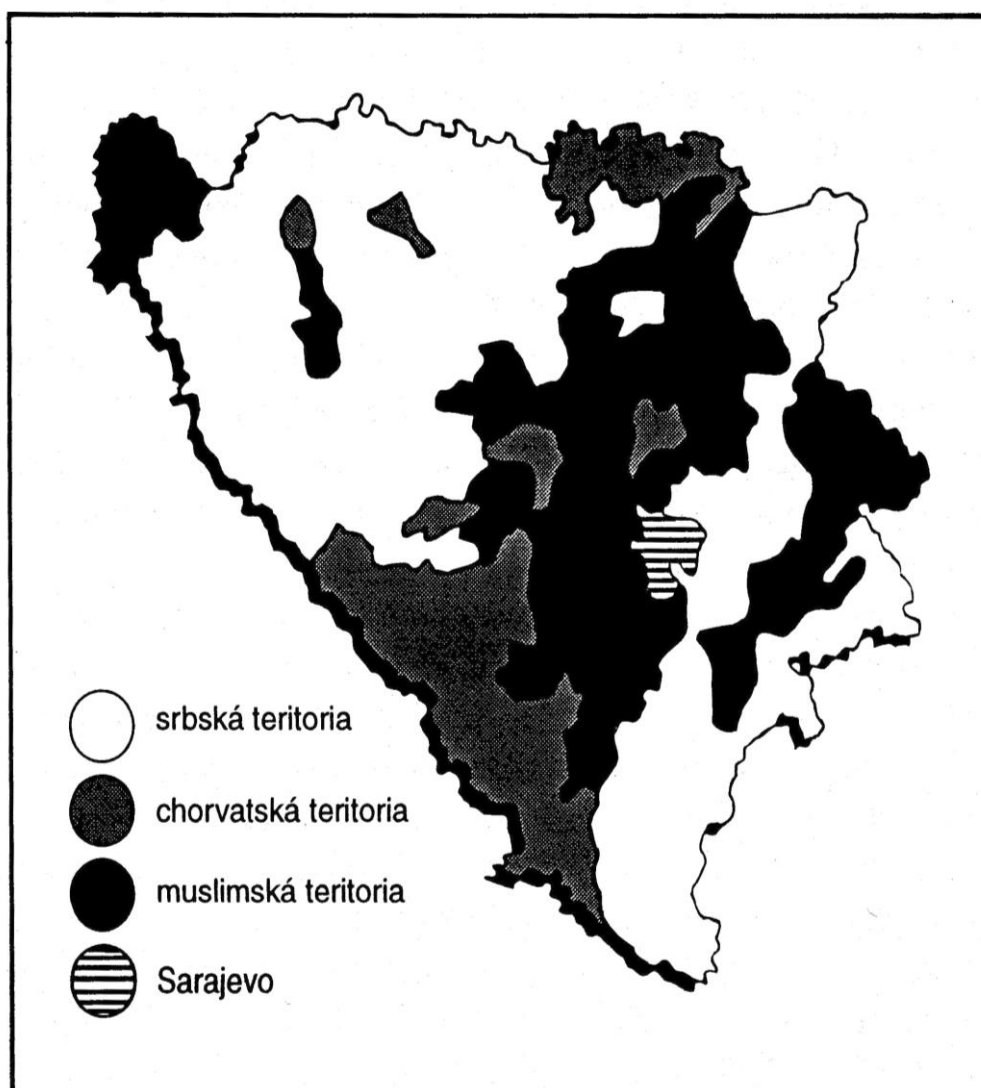 srbská teritoria
chorvatská teritoria
muslimská teritoria
Sarajevo